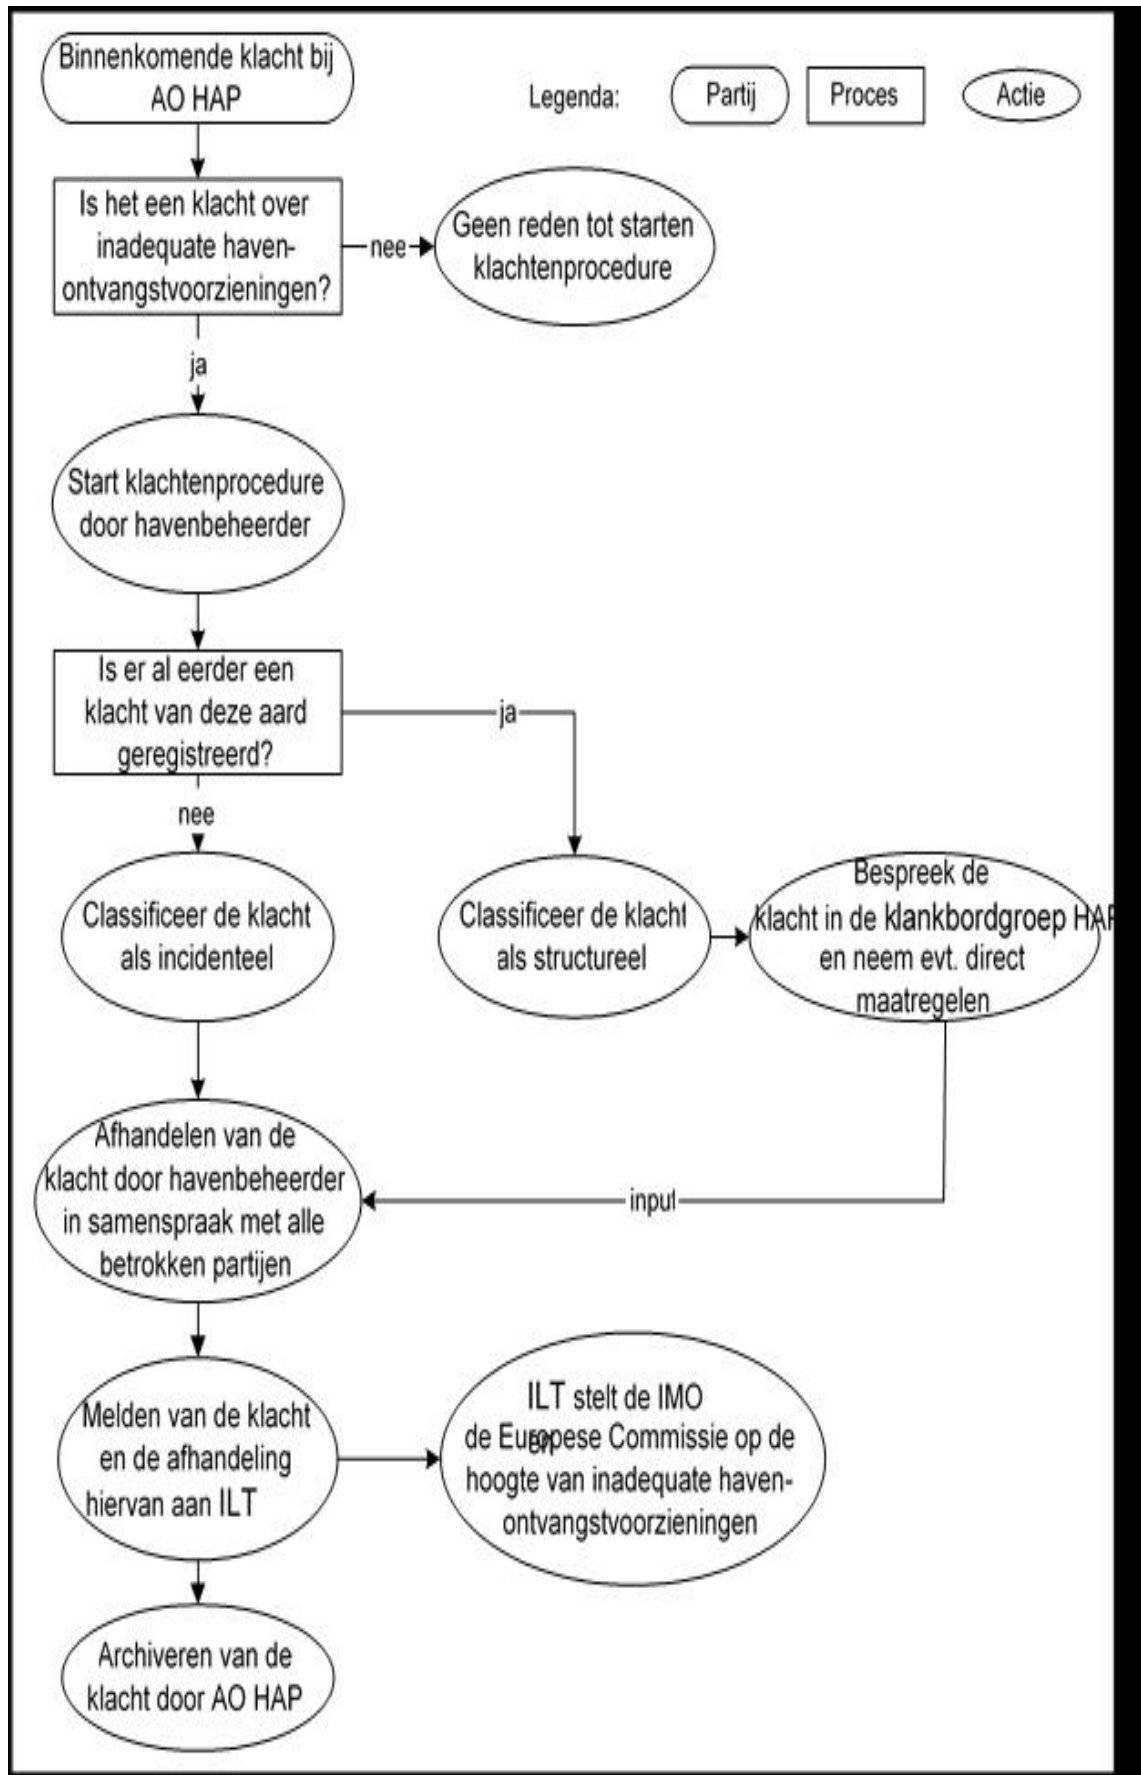 Binnenkomende klacht bij
AO HAP
Legenda:
Partij
Proces
Actie
Is het een klacht over
inadequate haven-
ontvangstvoorzieningen?
nee
Geen reden tot starten
klachtenprocedure
ja
Start klachtenprocedure
door havenbeheerder
Is er al eerder een
klacht van deze aard
geregistreerd?
ja
nee
Classificeer de klacht
als incidenteel
Classificeer de klacht
als structureel
Bespreek de
klacht in de klankbordgroep HAP
en neem evt. direct
maatregelen
Afhandelen van de
klacht door havenbeheerder
in samenspraak met alle
betrokken partijen
input
Melden van de klacht
en de afhandeling
hiervan aan ILT
ILT stelt de IMO
en
de Europese Commissie op de
hoogte van inadequate haven-
ontvangstvoorzieningen
Archiveren van de
klacht door AO HAP